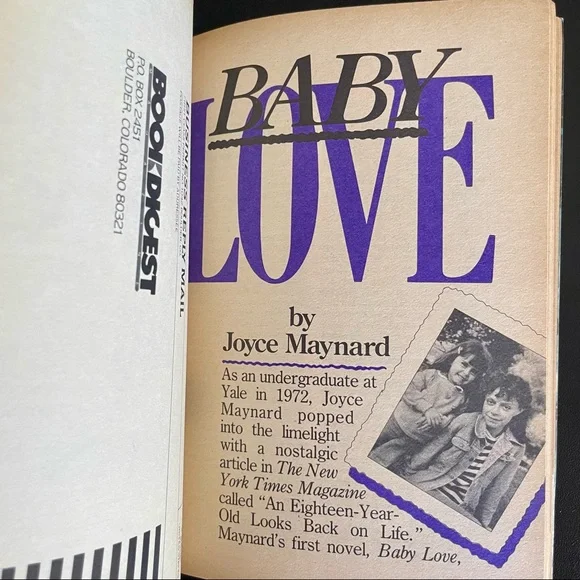 BOOK DIGEST
P.O. BOX 2451
BOULDER, COLORADO 80321
BUSINESS REPLY MAIL
BABY
LOVE
by
Joyce Maynard
As an undergraduate at
Yale in 1972, Joyce
Maynard popped
into the limelight
with a nostalgic
article in The New
York Times Magazine
called “An Eighteen-Year-
Old Looks Back on Life.”
Maynard's first novel, Baby Love,